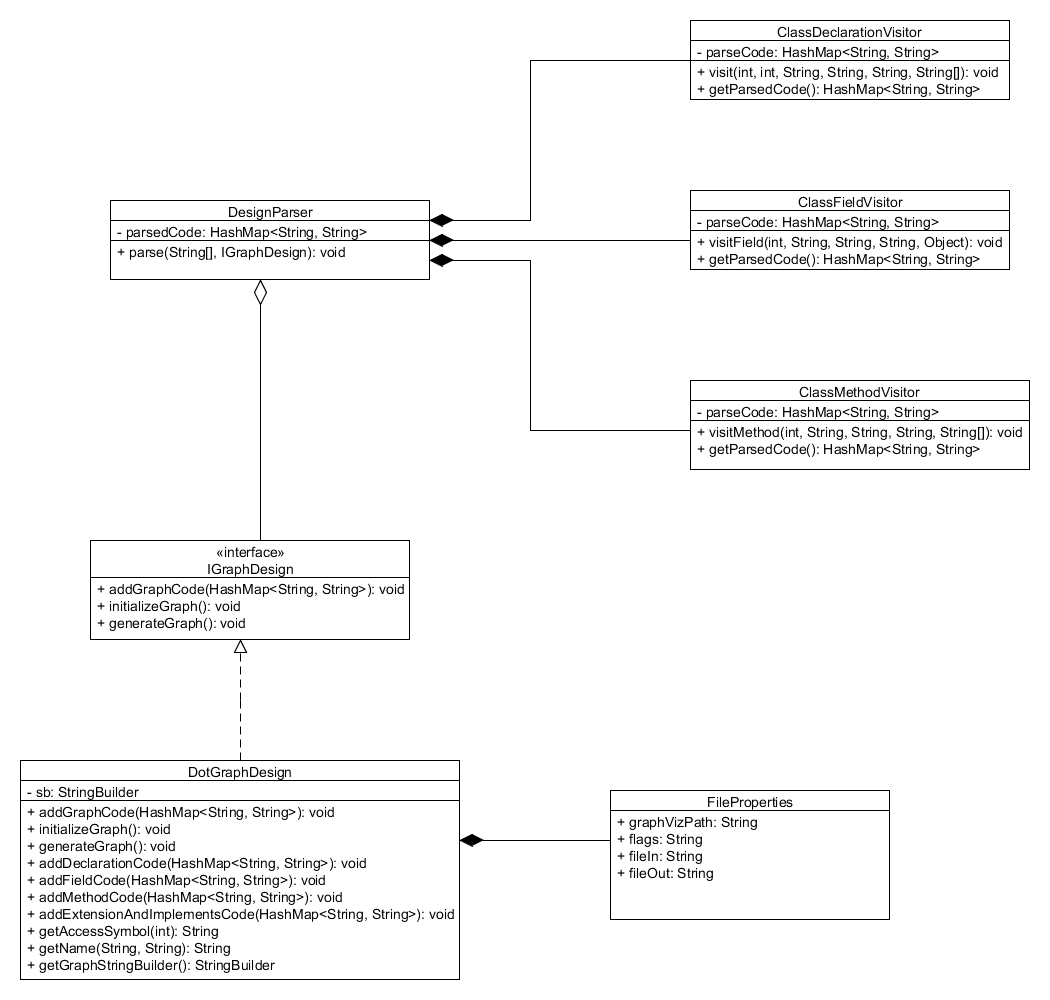 ClassDeclarationVisitor
- parseCode: HashMap<String, String>
+ visit(int, int, String, String, String, String[]): void
+ getParsedCode(): HashMap<String, String>
DesignParser
- parsedCode: HashMap<String, String>
+ parse(String[], IGraphDesign): void
ClassFieldVisitor
- parseCode: HashMap<String, String>
+ visitField(int, String, String, String, Object): void
+ getParsedCode(): HashMap<String, String>
ClassMethodVisitor
- parseCode: HashMap<String, String>
+ visitMethod(int, String, String, String, String[]): void
+ getParsedCode(): HashMap<String, String>
«interface»
IGraphDesign
+ addGraphCode(HashMap<String, String>): void
+ initializeGraph(): void
+ generateGraph(): void
DotGraphDesign
- sb: StringBuilder
+ addGraphCode(HashMap<String, String>): void
+ initializeGraph(): void
+ generateGraph(): void
+ addDeclarationCode(HashMap<String, String>): void
+ addFieldCode(HashMap<String, String>): void
+ addMethodCode(HashMap<String, String>): void
+ addExtensionAndImplementsCode(HashMap<String, String>): void
+ getAccessSymbol(int): String
+ getName(String, String): String
+ getGraphStringBuilder(): StringBuilder
FileProperties
+ graphVizPath: String
+ flags: String
+ fileIn: String
+ fileOut: String